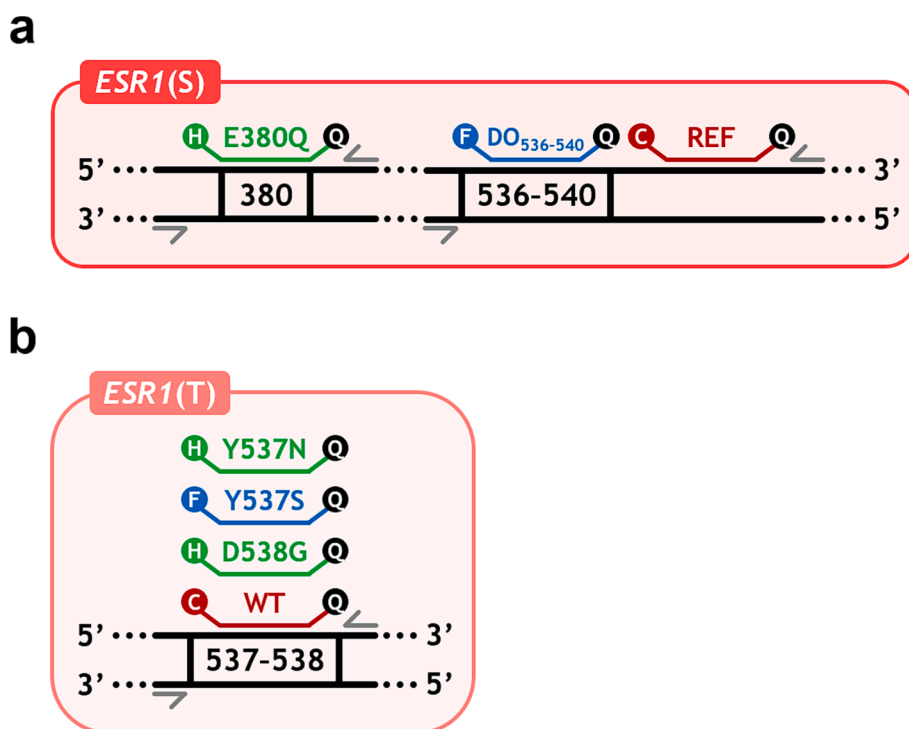 a
ESR1(S)
H E380Q Q F DO536-540 Q C REF Q
5’ 380 536-540 3’
3’ 5’
b
ESR1(T)
H Y537N Q
F Y537S Q
H D538G Q
C WT Q
5’ 537-538 3’
3’ 5’